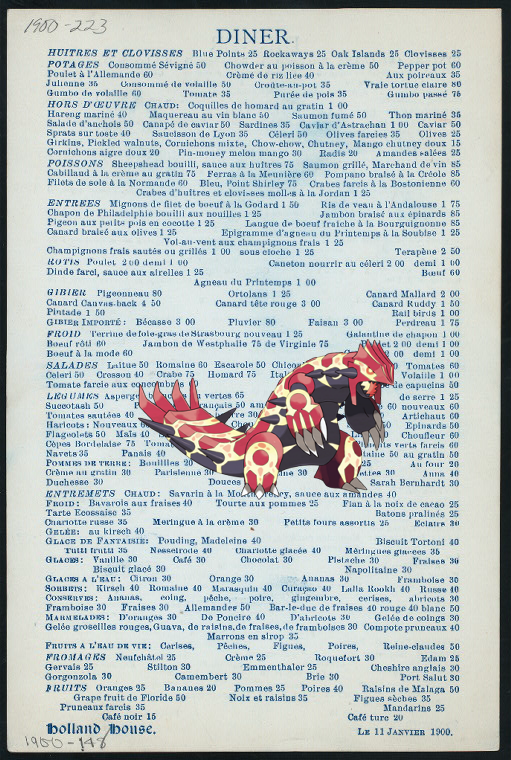 1900-223
DINER.
HUITRES ET CLOVISSES Blue Points 25 Rockaways 25 Oak Islands 25 Clovisses 25
POTAGES Consommé Sévigné 50 Chowder au poisson à la crème 50 Pepper pot 60
Poulet à l'Allemande 60 Crème de riz liée 40 Aux poireaux 35
Julienne 35 Consommé de volaille 50 Croûte-au-pot 35 Vraie tortue claire 80
Gumbo de volaille 60 Tomate 35 Purée de pois 35 Gumbo passé 75
HORS D'ŒUVRE CHAUD: Coquilles de homard au gratin 1 00
Hareng mariné 40 Maquereau au vin blanc 50 Saumon fumé 50 Thon mariné 35
Salade d'anchois 50 Canapé de caviar 50 Sardines 35 Caviar d'Astrachan 1 00 Caviar 50
Sprats sur toste 40 Saucisson de Lyon 35 Céleri 50 Olives farcies 35 Olives 25
Girkins, Pickled walnuts, Cornichons mixte, Chow-chow, Chutney, Mango chutney doux 15
Cornichons aigre doux 20 Pin-money melon mango 30 Radis 20 Amandes salées 25
POISSONS Sheepshead bouilli, sauce aux huîtres 75 Saumon grillé, Marchand de vin 85
Cabillaud à la crème au gratin 75 Perras à la Meunière 60 Pompano braisé à la Créole 85
Filets de sole à la Normande 60 Bleu, Point Shirley 75 Crabes farcis à la Bostonienne 60
Crabes d'huîtres et clovisses molles à la Jordan 1 25
ENTREES Mignons de filet de bœuf à la Godard 1 50 Ris de veau à l'Andalouse 1 75
Chapon de Philadelphie bouilli aux nouilles 1 25 Jambon braisé aux épinards 85
Pigeon aux petits pois en cocotte 1 25 Langue de bœuf fraîche à la Bourguignonne 85
Canard braisé aux olives 1 25 Epigramme d'agneau du Printemps à la Soubise 1 25
Vol-au-vent aux champignons frais 1 25
Champignons frais sautés ou grillés 1 00 sous cloche 1 25 Terapène 2 50
ROTIS Poulet 2 00 demi 1 00 Caneton nourrir au céleri 2 00 demi 1 00
Dinde farci, sauce aux airelles 1 25 Bœuf 60
Agneau du Printemps 1 00
GIBIER Pigeonneau 80 Ortolans 1 25 Canard Mallard 2 00
Canard Canvas-back 4 50 Canard tête rouge 3 00 Canard Ruddy 1 50
Pintade 1 50 Rail birds 1 00
GIBIER IMPORTÉ: Bécasse 3 00 Pluvier 80 Faisan 3 00 Perdreau 1 75
FROID Terrine de foie-gras de Strasbourg nouveau 1 25 Galantine de chapon 1 00
Bœuf rôti 60 Jambon de Westphalie 75 de Virginie 75 2 00 demi 1 00
Bœuf à la mode 60 00 demi 1 00
SALADES Laitue 50 Romaine 60 Escarole 50 Chicorée Tomates 60
Céleri 50 Cresson 40 Crabe 75 Homard 75 Volaille 1 00
Tomate farcie aux concombres de capucins 50
LEGUMES Asperges vertes 65 de serre 1 25
Succotash 50 français 50 nouveaux 60
Tomates sautées 40 30 Artichaut 60
Haricots: Nouveaux Epinards 50
Flageolets 50 Maïs 40 Choufleur 60
Cèpes Bordelaise 75 verts farcis 60
Navets 35 Panais 40 50 au gratin 50
POMMES DE TERRE: Bouillies 20 25 Au four 20
Crème au gratin 30 Parisienne 30 Anna 40
Duchesse 30 Douces Sarah Bernhardt 30
ENTREMETS CHAUD: Savarin à la Montmorency, sauce aux amandes 40
FROID: Bavarois aux fraises 40 Tourte aux pommes 25 Flan à la noix de cacao 25
Tarte Ecossaise 35 Batons pralinés 25
Charlotte russe 35 Meringue à la crème 30 Petits fours assortis 25 Eclairs 30
GELÉE: au kirsch 40
GLACE DE FANTAISIE: Pouding, Madeleine 40 Biscuit Tortoni 40
Tutti frutti 35 Nesselrode 40 Charlotte glacée 40 Méringues glacées 35
GLACES: Vanille 30 Café 30 Chocolat 30 Pistache 30 Fraises 30
Biscuit glacé 30 Napolitaine 30
GLACES A L'EAU: Citron 30 Orange 30 Ananas 30 Framboise 30
SORBETS: Kirsch 40 Romaine 40 Marasquin 40 Curaçao 40 Lalla Rookh 40 Russe 40
CONSERVES: Ananas, coing, pêche, poire, gingembre, cerises, abricots 30
Framboise 30 Fraises 30 Allemandes 50 Bar-le-duc de fraises 40 rouge 40 blanc 50
MARMELADES: D'oranges 30 De Poncire 40 D'abricots 30 Gelée de coings 30
Gelée groseilles rouges, Guava, de raisins, de fraises, de framboises 30 Compote pruneaux 40
Marrons en sirop 35
FRUITS A L'EAU DE VIE: Cerises, Pêches, Figues, Poires, Reine-claudes 50
FROMAGES Neufchâtel 25 Crème 25 Roquefort 30 Edam 25
Gervais 25 Stilton 30 Emmenthaler 25 Cheshire anglais 30
Gorgonzola 30 Camembert 30 Brie 30 Port Salut 30
FRUITS Oranges 25 Bananes 20 Pommes 25 Poires 40 Raisins de Malaga 50
Grape fruit de Floride 50 Noix et raisins 35 Figues sèches 35
Pruneaux farcis 35 Mandarins 25
Café noir 15 Café turc 20
Holland House. LE 11 JANVIER 1900.
1900-148